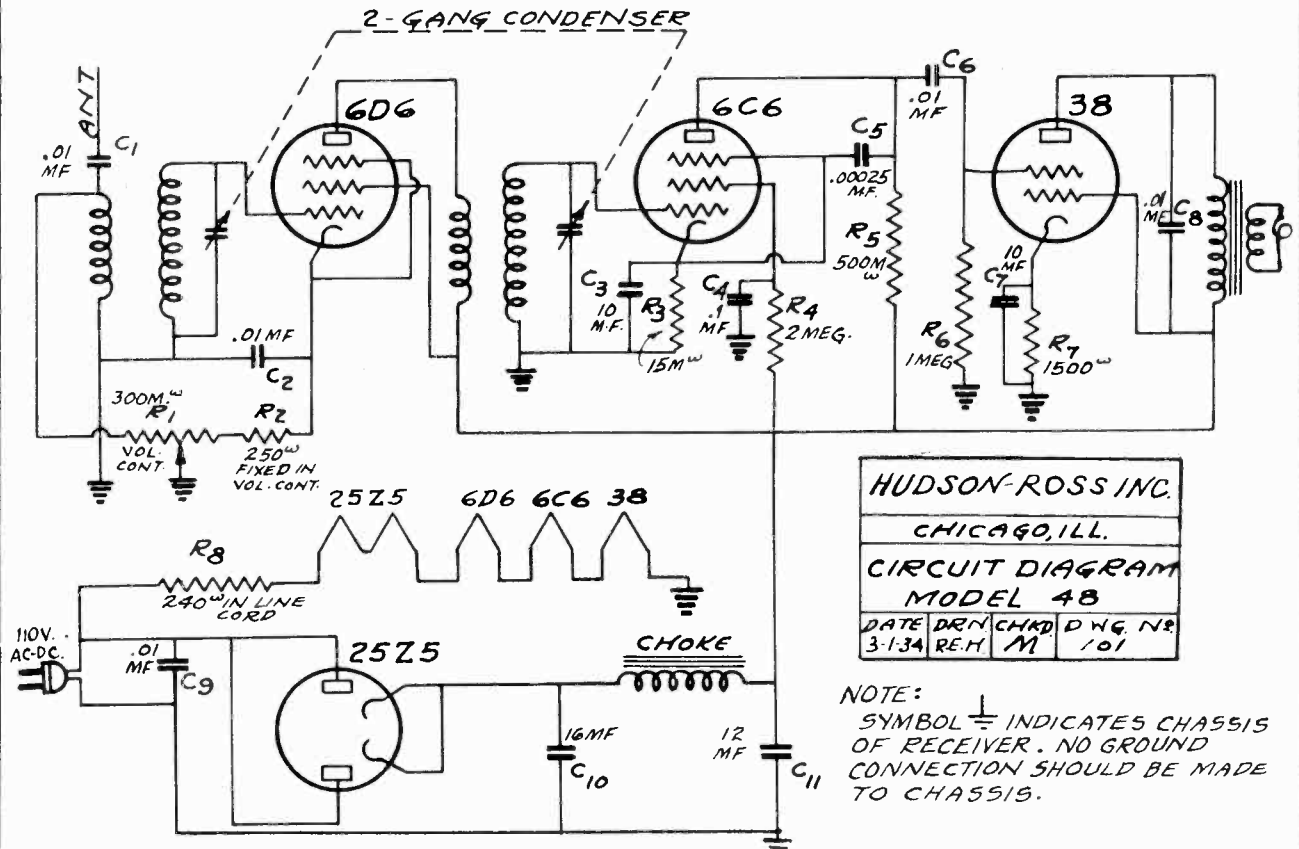 2-GANG CONDENSER
ANT
C1
.01
MF
6D6
6C6
38
C6
.01
MF
C5
.00025
MF.
.01 MF
C2
C3
10
M.F.
R3
15M ω
C4
.1
MF
R4
2 MEG.
R5
500M
ω
R6
1 MEG
10
MF
C7
R7
1500 ω
.01
MF
C8
300M. ω
R1
VOL.
CONT.
R2
250 ω
FIXED IN
VOL. CONT.
25Z5
6D6
6C6
38
R8
240 ω IN LINE
CORD
110V.
AC-DC.
.01
MF
C9
25Z5
CHOKE
16MF
C10
12
MF
C11
HUDSON-ROSS INC.
CHICAGO, ILL.
CIRCUIT DIAGRAM
MODEL 48
DATE DRN CHKD DWG. Nº
3-1-34 R.E.H M 101
NOTE:
SYMBOL ⏚ INDICATES CHASSIS
OF RECEIVER. NO GROUND
CONNECTION SHOULD BE MADE
TO CHASSIS.